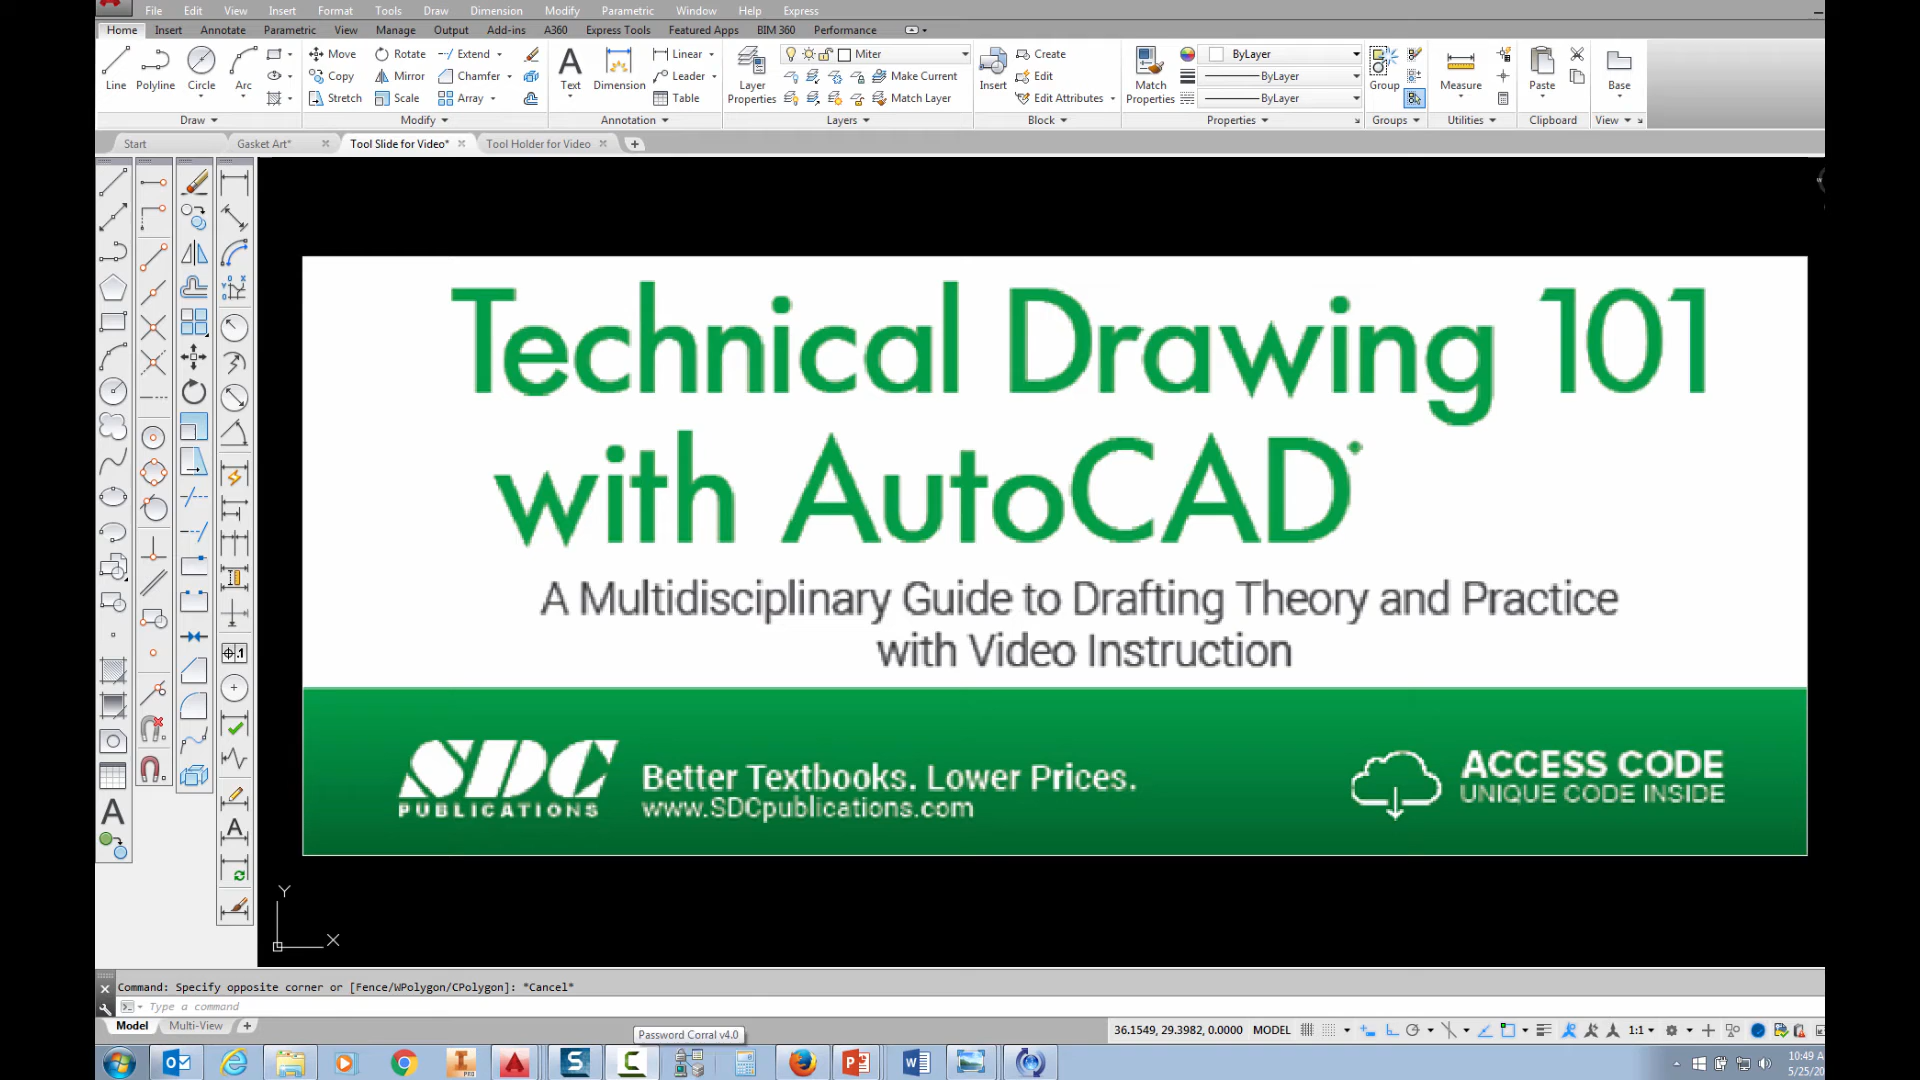 File Edit View Insert Format Tools Draw Dimension Modify Parametric Window Help Express
Home Insert Annotate Parametric View Manage Output Add-ins A360 Express Tools Featured Apps BIM 360 Performance
Line Polyline Circle Arc
Move Rotate Extend
Copy Mirror Chamfer
Stretch Scale Array
Text Dimension
Linear
Leader
Table
Layer Properties
Miter
Make Current
Match Layer
Insert
Create
Edit
Edit Attributes
Match Properties
ByLayer
ByLayer
ByLayer
Group
Measure
Paste
Base
Draw Modify Annotation Layers Block Properties Groups Utilities Clipboard View
Start Gasket Art* Tool Slide for Video* Tool Holder for Video
Technical Drawing 101
with AutoCAD
A Multidisciplinary Guide to Drafting Theory and Practice
with Video Instruction
SDC
PUBLICATIONS
Better Textbooks. Lower Prices.
www.SDCpublications.com
ACCESS CODE
UNIQUE CODE INSIDE
Y
X
Command: Specify opposite corner or [Fence/WPolygon/CPolygon]: *Cancel*
Type a command
Model Multi-View
Password Corral v4.0
36.1549, 29.3982, 0.0000 MODEL
1:1
10:49 A
5/25/20